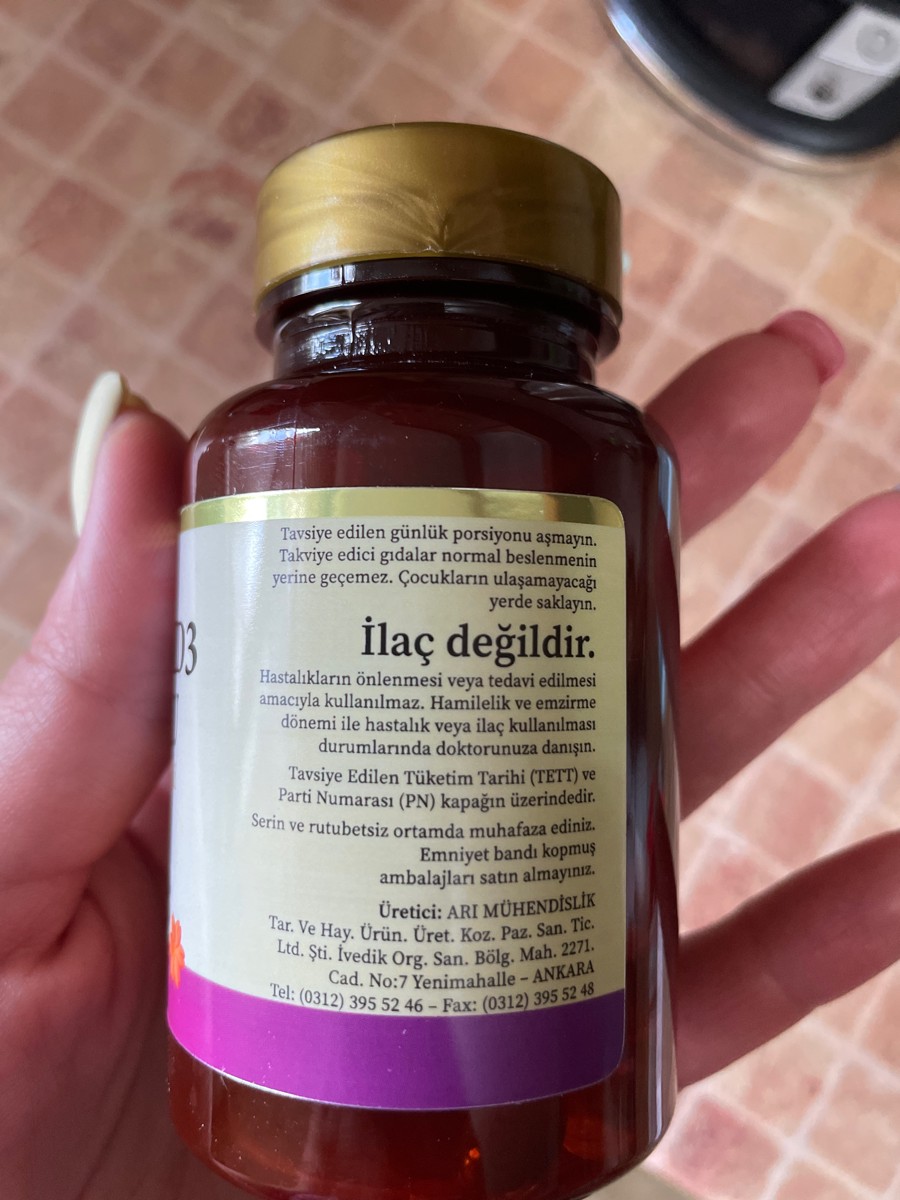 Tavsiye edilen günlük porsiyonu aşmayın.
Takviye edici gıdalar normal beslenmenin
yerine geçemez. Çocukların ulaşamayacağı
yerde saklayın.
İlaç değildir.
D3
Hastalıkların önlenmesi veya tedavi edilmesi
amacıyla kullanılmaz. Hamilelik ve emzirme
dönemi ile hastalık veya ilaç kullanılması
durumlarında doktorunuza danışın.
Tavsiye Edilen Tüketim Tarihi (TETT) ve
Parti Numarası (PN) kapağın üzerindedir.
Serin ve rutubetsiz ortamda muhafaza ediniz.
Emniyet bandı kopmuş
ambalajları satın almayınız.
Üretici: ARI MÜHENDİSLİK
Tar. Ve Hay. Ürün. Üret. Koz. Paz. San. Tic.
Ltd. Şti. İvedik Org. San. Bölg. Mah. 2271.
Cad. No:7 Yenimahalle – ANKARA
Tel: (0312) 395 52 46 – Fax: (0312) 395 52 48